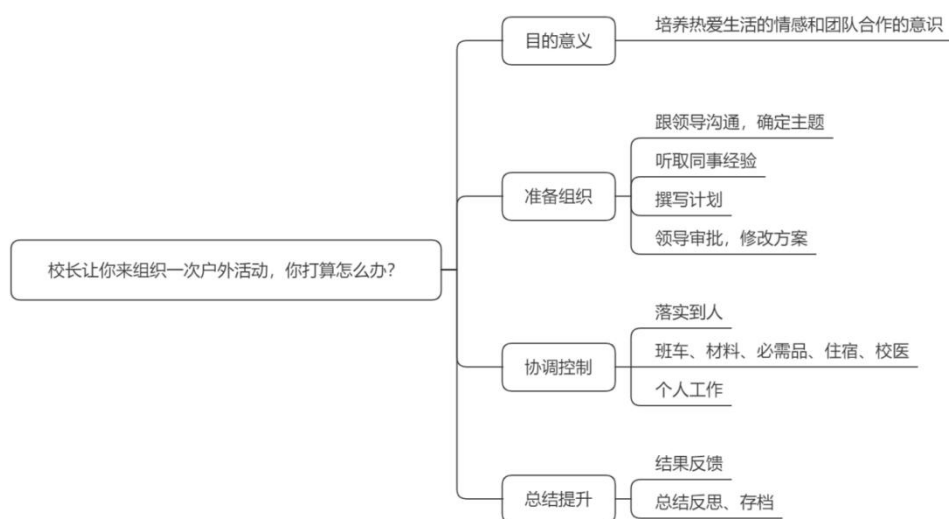 校长让你来组织一次户外活动，你打算怎么办？
目的意义
培养热爱生活的情感和团队合作的意识
准备组织
跟领导沟通，确定主题
听取同事经验
撰写计划
领导审批，修改方案
协调控制
落实到人
班车、材料、必需品、住宿、校医
个人工作
总结提升
结果反馈
总结反思、存档